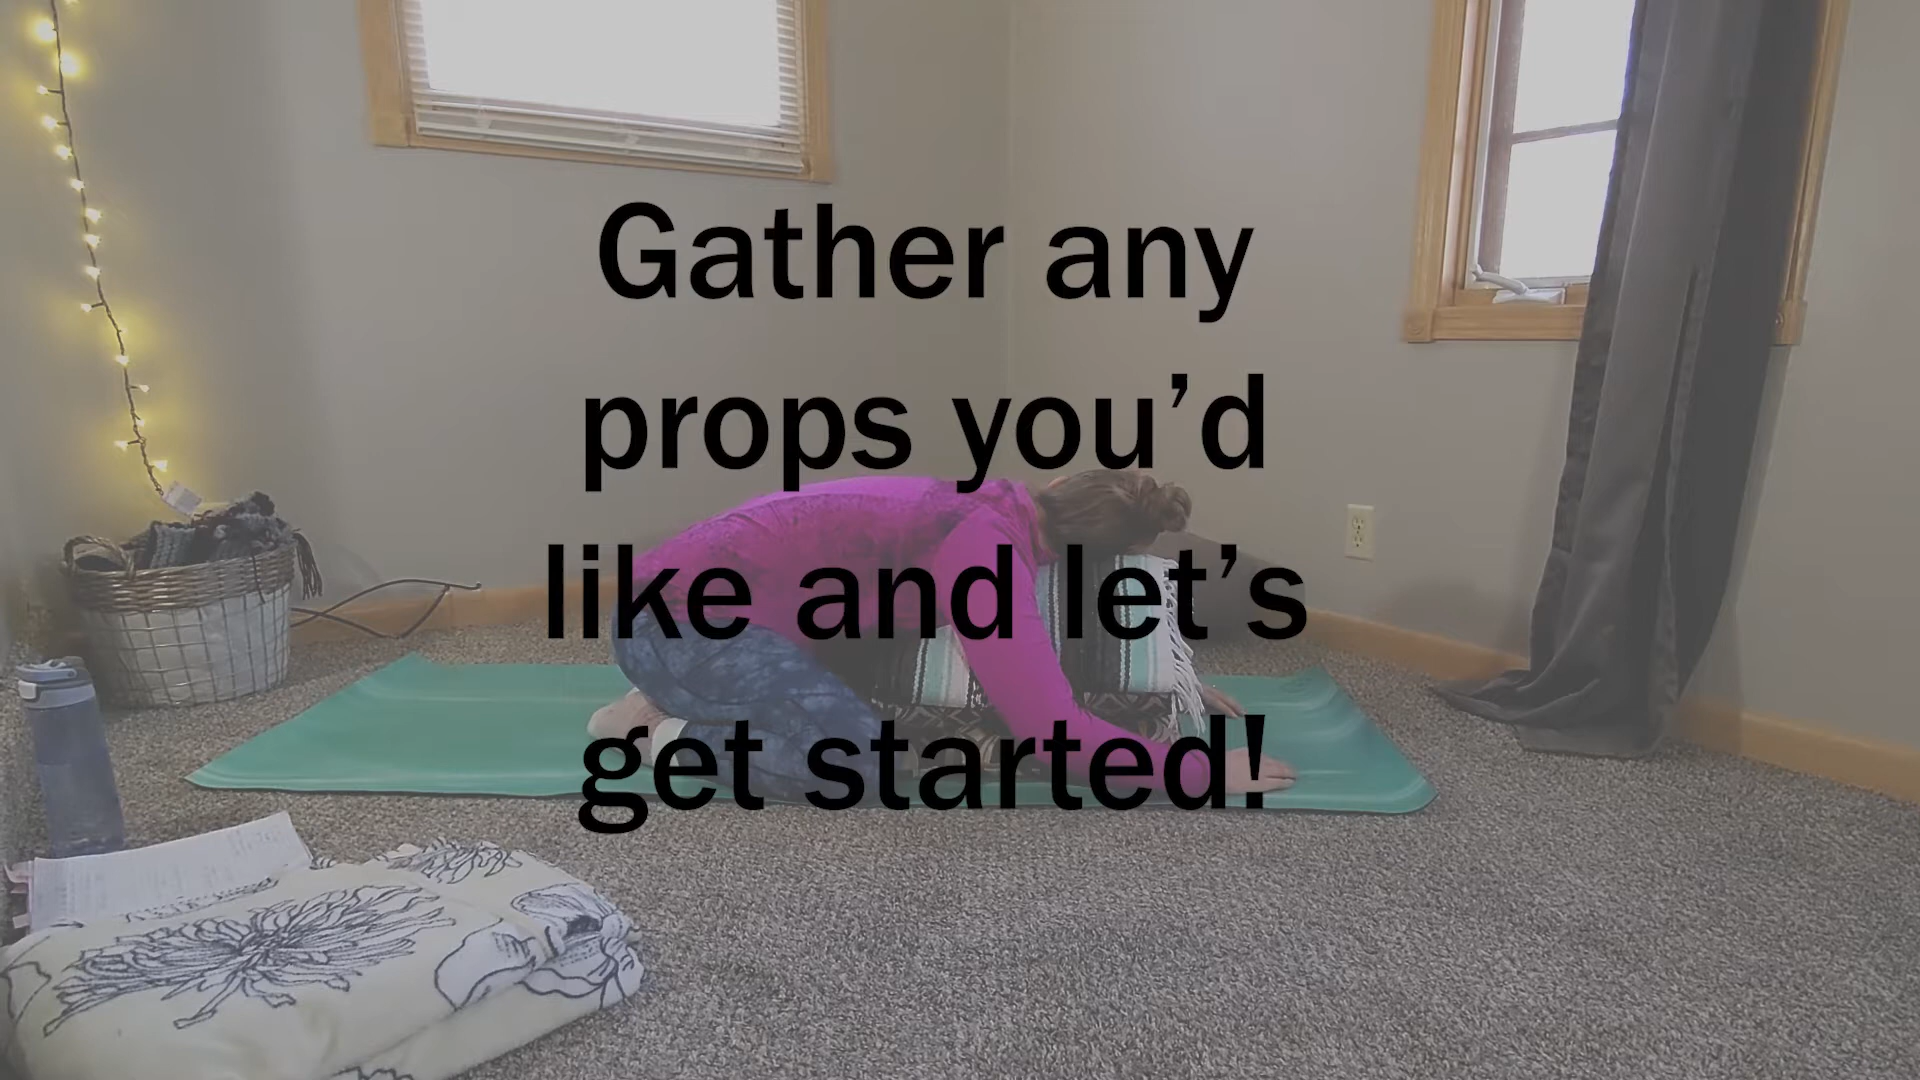 Gather any
props you’d
like and let’s
get started!